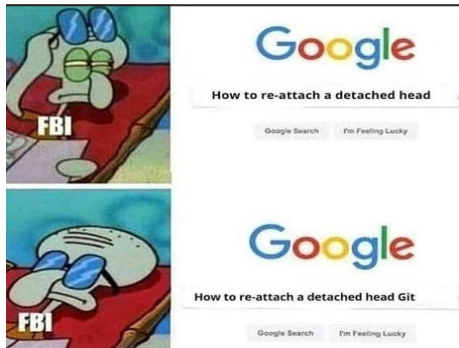 Google
How to re-attach a detached head
FBI
Google Search I'm Feeling Lucky
Google
How to re-attach a detached head Git
FBI
Google Search I'm Feeling Lucky